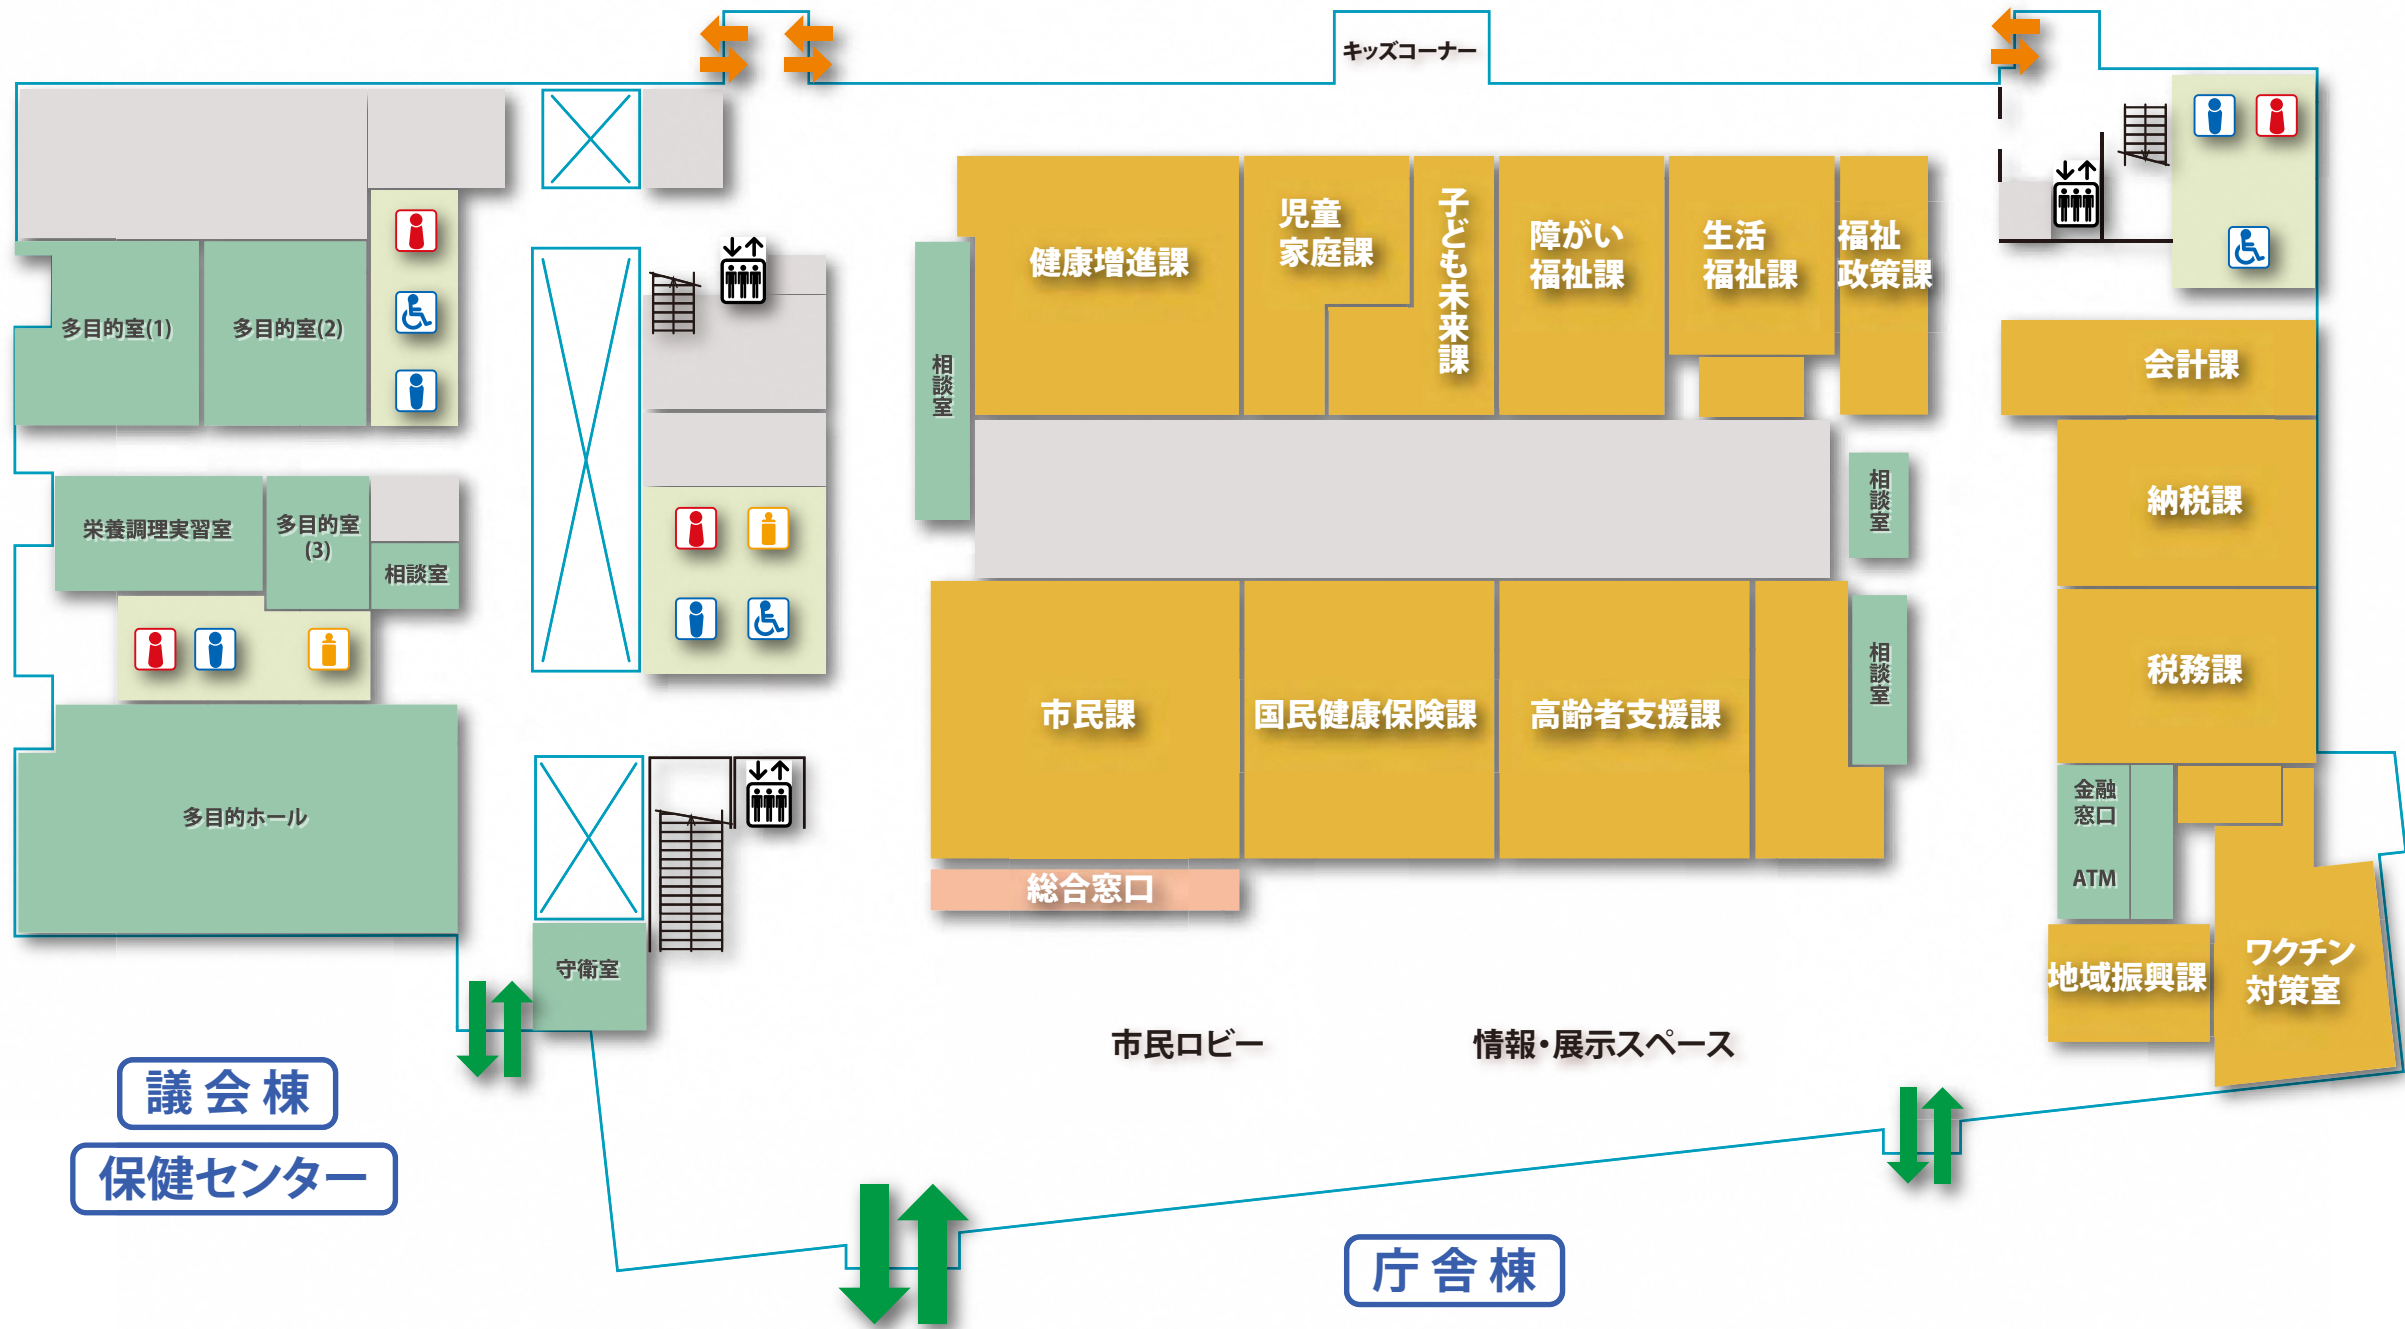 キッズコーナー
健康増進課
児童
家庭課
子ども未来課
障がい
福祉課
生活
福祉課
福祉
政策課
会計課
多目的室(1)
多目的室(2)
相談室
納税課
相談室
栄養調理実習室
多目的室
(3)
相談室
市民課
国民健康保険課
高齢者支援課
相談室
税務課
多目的ホール
金融
窓口
ATM
総合窓口
守衛室
地域振興課
ワクチン
対策室
市民ロビー
情報・展示スペース
議会棟
保健センター
庁舎棟